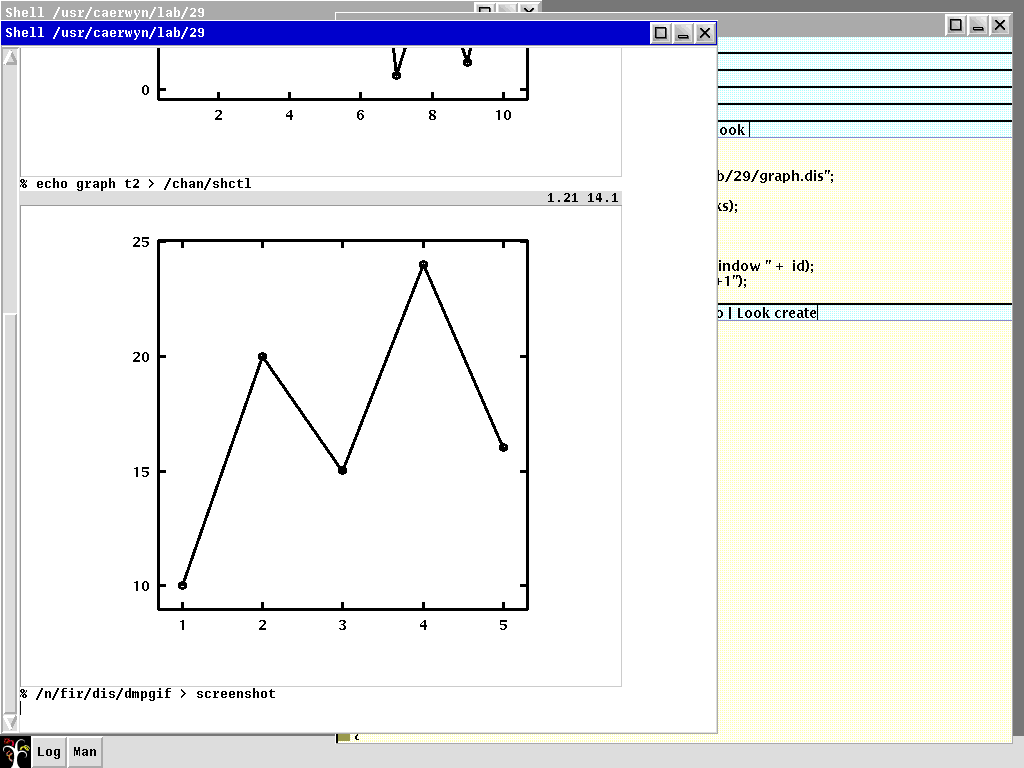 Shell /usr/caerwyn/lab/29
Shell /usr/caerwyn/lab/29
0
2 4 6 8 10
% echo graph t2 > /chan/shctl
1.21 14.1
25
20
15
10
1 2 3 4 5
% /n/fir/dis/dmpgif > screenshot
ook
b/29/graph.dis";
ks);
indow " + id);
+1");
o | Look create
Log Man